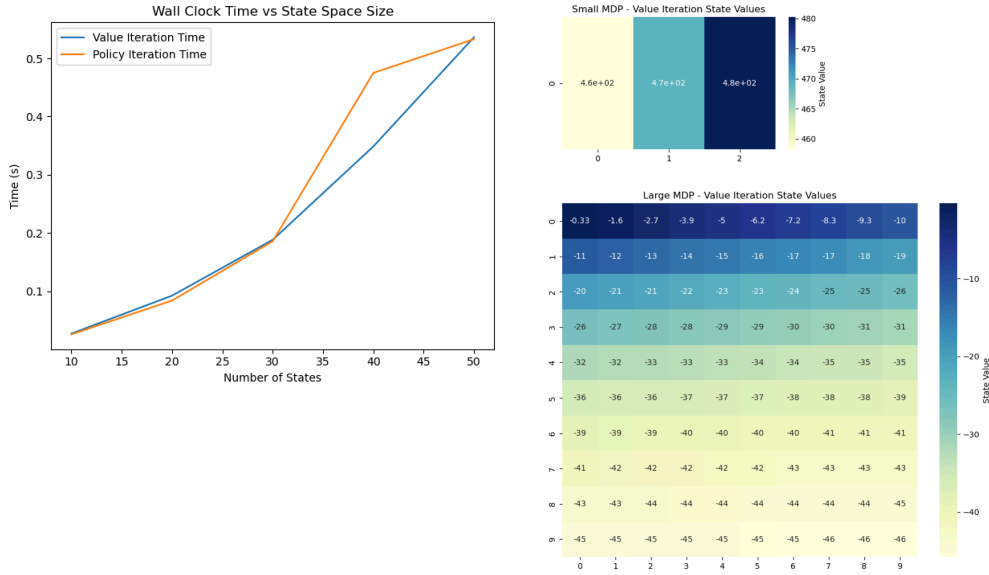 Wall Clock Time vs State Space Size
Value Iteration Time
Policy Iteration Time
0.5
0.4
0.3
0.2
0.1
Time (s)
10 15 20 25 30 35 40 45 50
Number of States
Small MDP - Value Iteration State Values
0
4.6e+02 4.7e+02 4.8e+02
0 1 2
480
475
470
465
460
State Value
Large MDP - Value Iteration State Values
0 -0.33 -1.6 -2.7 -3.9 -5 -6.2 -7.2 -8.3 -9.3 -10
1 -11 -12 -13 -14 -15 -16 -17 -17 -18 -19
2 -20 -21 -21 -22 -23 -23 -24 -25 -25 -26
3 -26 -27 -28 -28 -29 -29 -30 -30 -31 -31
4 -32 -32 -33 -33 -33 -34 -34 -35 -35 -35
5 -36 -36 -36 -37 -37 -37 -38 -38 -38 -39
6 -39 -39 -39 -40 -40 -40 -40 -41 -41 -41
7 -41 -42 -42 -42 -42 -42 -43 -43 -43 -43
8 -43 -43 -44 -44 -44 -44 -44 -44 -44 -45
9 -45 -45 -45 -45 -45 -45 -45 -46 -46 -46
0 1 2 3 4 5 6 7 8 9
-10
-20
-30
-40
State Value